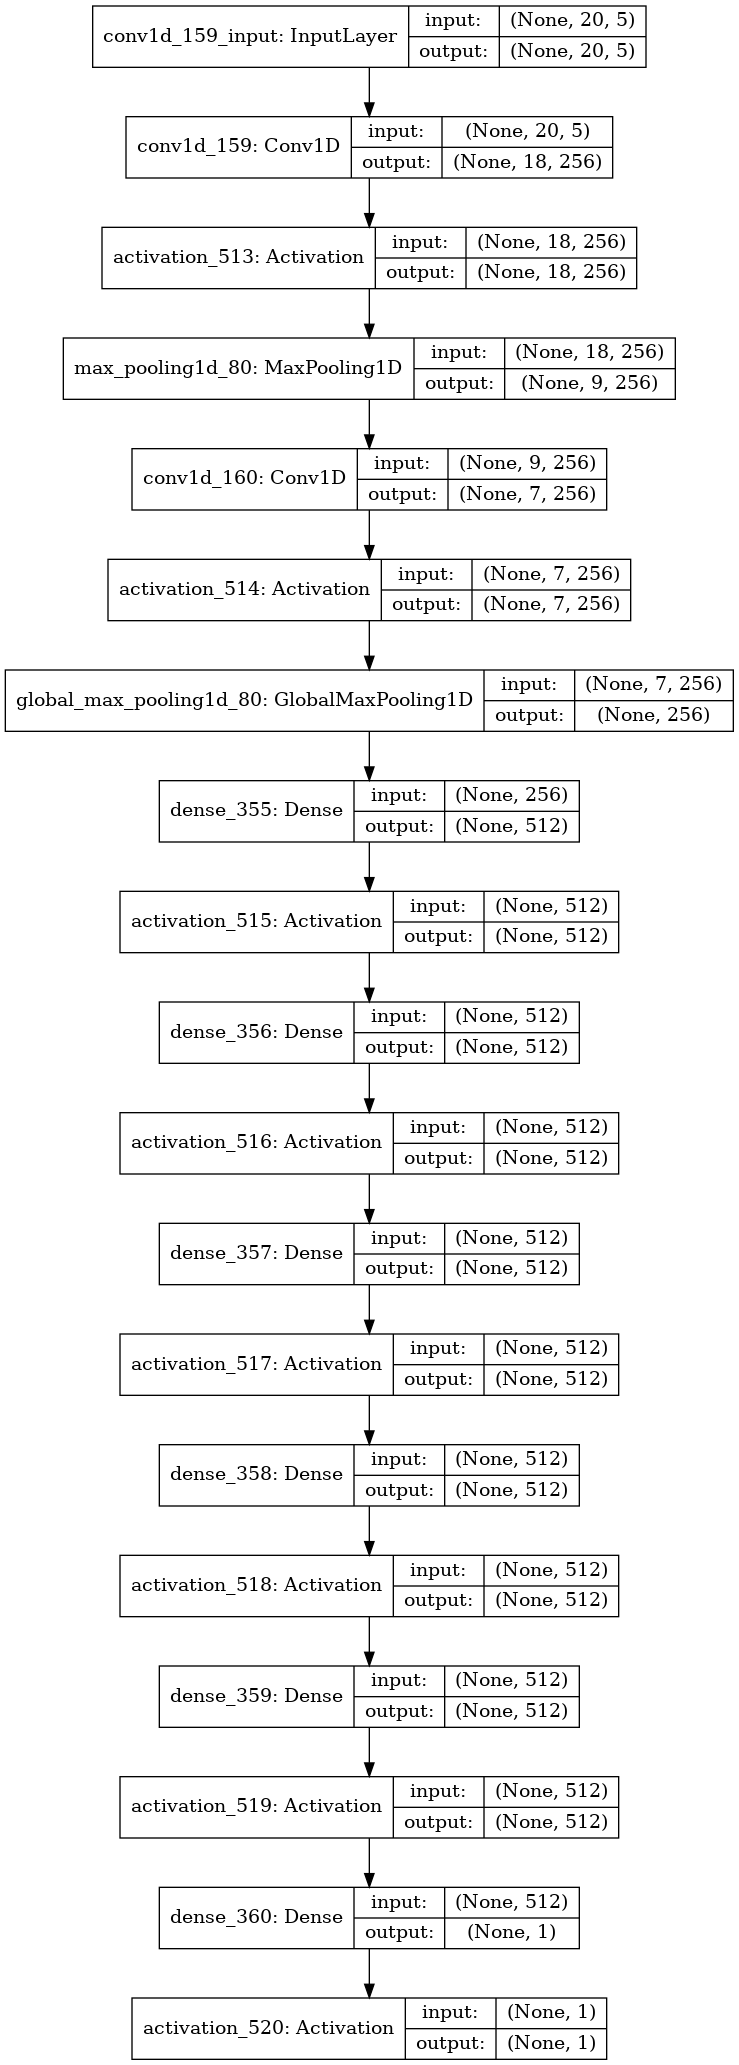 conv1d_159_input: InputLayer
input: (None, 20, 5)
output: (None, 20, 5)
conv1d_159: Conv1D
input: (None, 20, 5)
output: (None, 18, 256)
activation_513: Activation
input: (None, 18, 256)
output: (None, 18, 256)
max_pooling1d_80: MaxPooling1D
input: (None, 18, 256)
output: (None, 9, 256)
conv1d_160: Conv1D
input: (None, 9, 256)
output: (None, 7, 256)
activation_514: Activation
input: (None, 7, 256)
output: (None, 7, 256)
global_max_pooling1d_80: GlobalMaxPooling1D
input: (None, 7, 256)
output: (None, 256)
dense_355: Dense
input: (None, 256)
output: (None, 512)
activation_515: Activation
input: (None, 512)
output: (None, 512)
dense_356: Dense
input: (None, 512)
output: (None, 512)
activation_516: Activation
input: (None, 512)
output: (None, 512)
dense_357: Dense
input: (None, 512)
output: (None, 512)
activation_517: Activation
input: (None, 512)
output: (None, 512)
dense_358: Dense
input: (None, 512)
output: (None, 512)
activation_518: Activation
input: (None, 512)
output: (None, 512)
dense_359: Dense
input: (None, 512)
output: (None, 512)
activation_519: Activation
input: (None, 512)
output: (None, 512)
dense_360: Dense
input: (None, 512)
output: (None, 1)
activation_520: Activation
input: (None, 1)
output: (None, 1)